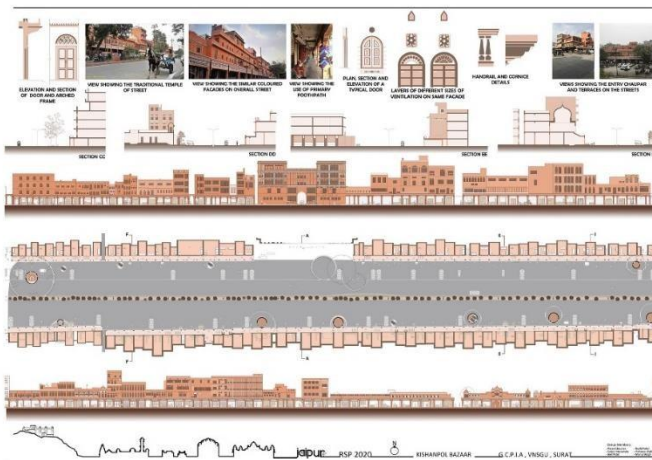 ELEVATION AND SECTION
OF DOOR AND ARCHED
FRAME
VIEW SHOWING THE TRADITIONAL TEMPLE
OF STREET
VIEW SHOWING THE SIMILAR COLOURED
FACADES ON OVERALL STREET
VIEW SHOWING THE
USE OF PRIMARY
FOOTPATH
PLAN, SECTION AND
ELEVATION OF A
TYPICAL DOOR
LAYERS OF DIFFERENT SIZES OF
VENTILATION ON SAME FACADE
HANDRAIL AND CORNICE
DETAILS
VIEWS SHOWING THE ENTRY CHAUPAR
AND TERRACES ON THE STREETS
SECTION CC
SECTION DD
SECTION EE
SECTION
jaipur
RSP 2020
N
KISHANPOL BAZAAR
G.C.P.I.A , VNSGU , SURAT